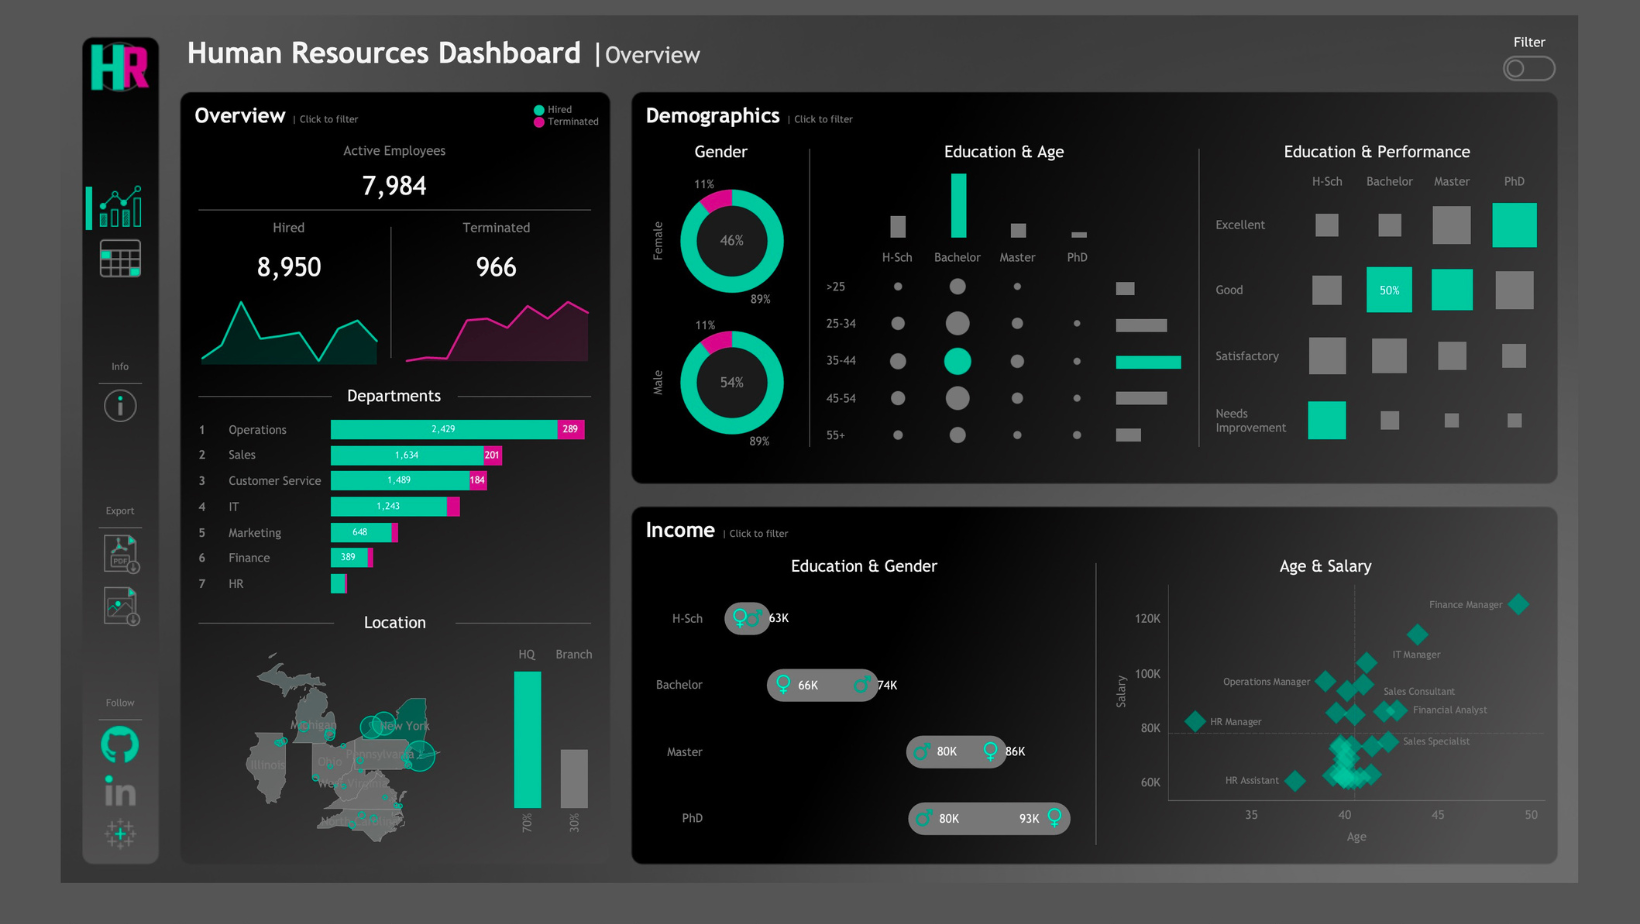 HR
Human Resources Dashboard | Overview
Filter
Info
Export
PDF
Follow
in
Overview | Click to filter
Hired
Terminated
Active Employees
7,984
Hired
8,950
Terminated
966
Departments
1 Operations 2,429 289
2 Sales 1,634 201
3 Customer Service 1,489 184
4 IT 1,243
5 Marketing 648
6 Finance 389
7 HR
Location
HQ Branch
Michigan
New York
Illinois
Ohio
Pennsylvania
70% 30%
Demographics | Click to filter
Gender
Female
11%
46%
89%
Male
11%
54%
89%
Education & Age
H-Sch Bachelor Master PhD
>25
25-34
35-44
45-54
55+
Education & Performance
H-Sch Bachelor Master PhD
Excellent
Good 50%
Satisfactory
Needs
Improvement
Income | Click to filter
Education & Gender
H-Sch 63K
Bachelor 66K 74K
Master 80K 86K
PhD 80K 93K
Age & Salary
Salary
120K
100K
80K
60K
Finance Manager
IT Manager
Operations Manager
Sales Consultant
Financial Analyst
HR Manager
Sales Specialist
HR Assistant
35 40 45 50
Age